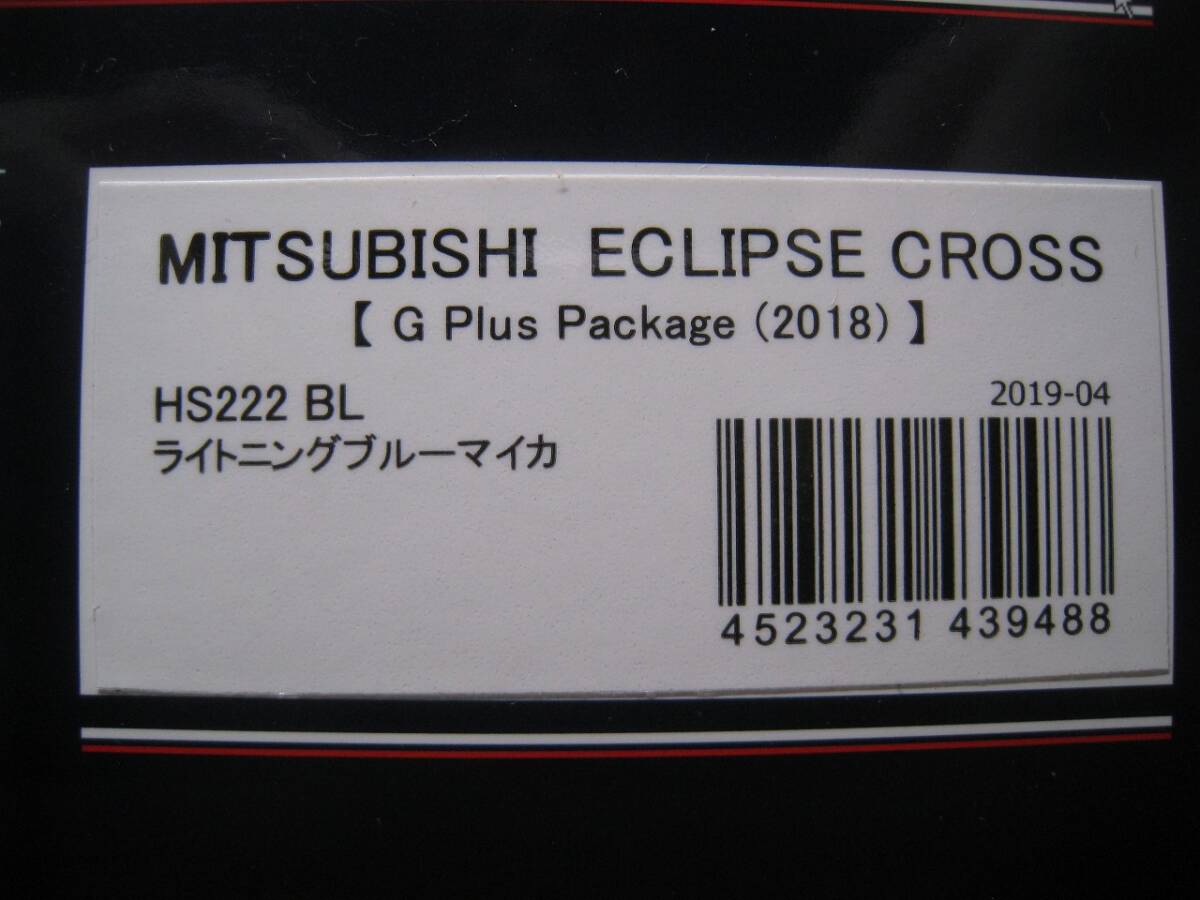 MITSUBISHI ECLIPSE CROSS
【 G Plus Package (2018) 】
HS222 BL
ライトニングブルーマイカ
2019-04
4523231 439488